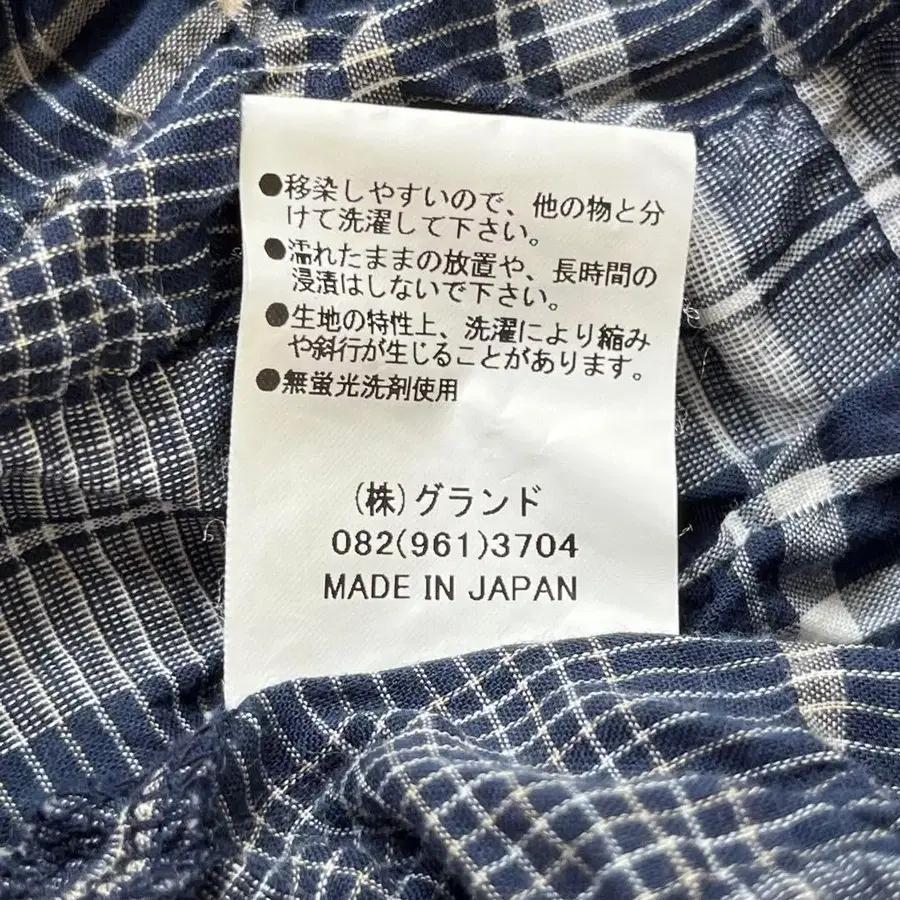 ●移染しやすいので、他の物と分
けて洗濯して下さい。
●濡れたままの放置や、長時間の
浸漬はしないで下さい。
●生地の特性上、洗濯により縮み
や斜行が生じることがあります。
●無蛍光洗剤使用
(株)グランド
082(961)3704
MADE IN JAPAN